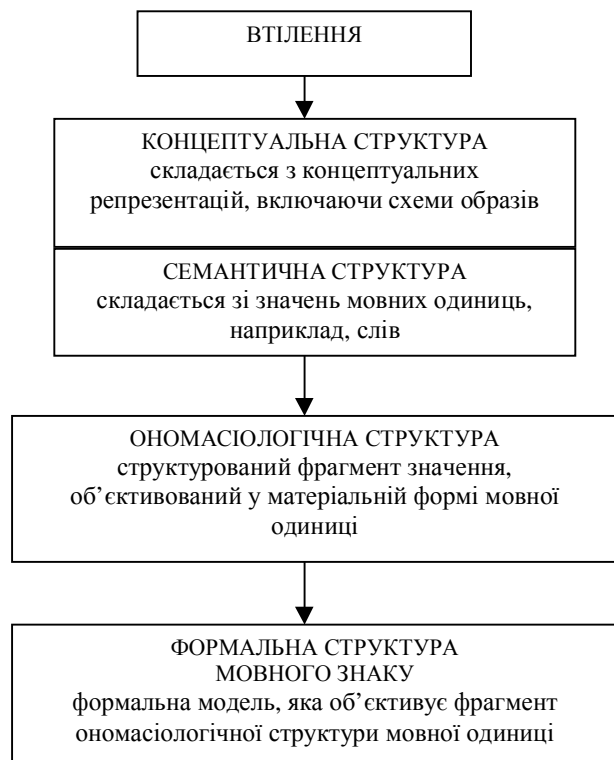 ВТІЛЕННЯ
КОНЦЕПТУАЛЬНА СТРУКТУРА
складається з концептуальних
репрезентацій, включаючи схеми образів
СЕМАНТИЧНА СТРУКТУРА
складається зі значень мовних одиниць,
наприклад, слів
ОНОМАСІОЛОГІЧНА СТРУКТУРА
структурований фрагмент значення,
об’єктивований у матеріальній формі мовної
одиниці
ФОРМАЛЬНА СТРУКТУРА
МОВНОГО ЗНАКУ
формальна модель, яка об’єктивує фрагмент
ономасіологічної структури мовної одиниці